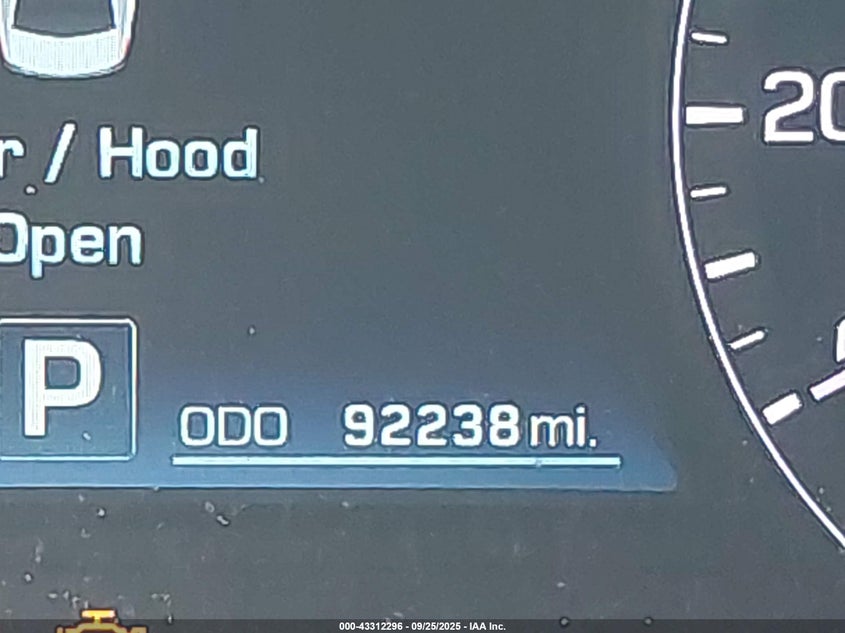 20
r / Hood
Open
P
ODO 92238 mi.
000-43312296 - 09/25/2025 - IAA Inc.